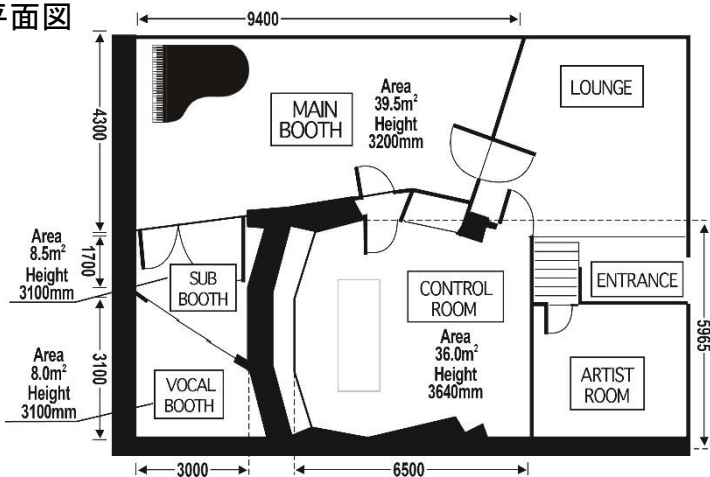 平面図
9400
LOUNGE
MAIN
BOOTH
Area
39.5m²
Height
3200mm
4300
Area
8.5m²
Height
3100mm
1700
SUB
BOOTH
CONTROL
ROOM
Area
36.0m²
Height
3640mm
ENTRANCE
5965
Area
8.0m²
Height
3100mm
3100
VOCAL
BOOTH
ARTIST
ROOM
3000
6500